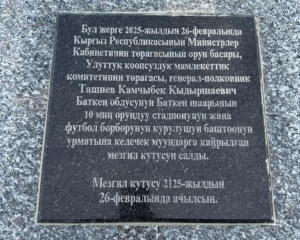 Бул жерге 2025-жылдын 26-февралында
Кыргыз Республикасынын Министрлер
Кабинетинин төрагасынын орун басары,
Улуттук коопсуздук мамлекеттик
комитетинин төрагасы, генерал-полковник
Ташиев Камчыбек Кыдыршаевич
Баткен облусунун Баткен шаарынын
10 миң орундуу стадионунун жана
футбол борборунун курулушун баштоонун
урматына келечек муундарга кайрылган
мезгил кутусун салды.
Мезгил кутусу 2125-жылдын
26-февралында ачылсын.